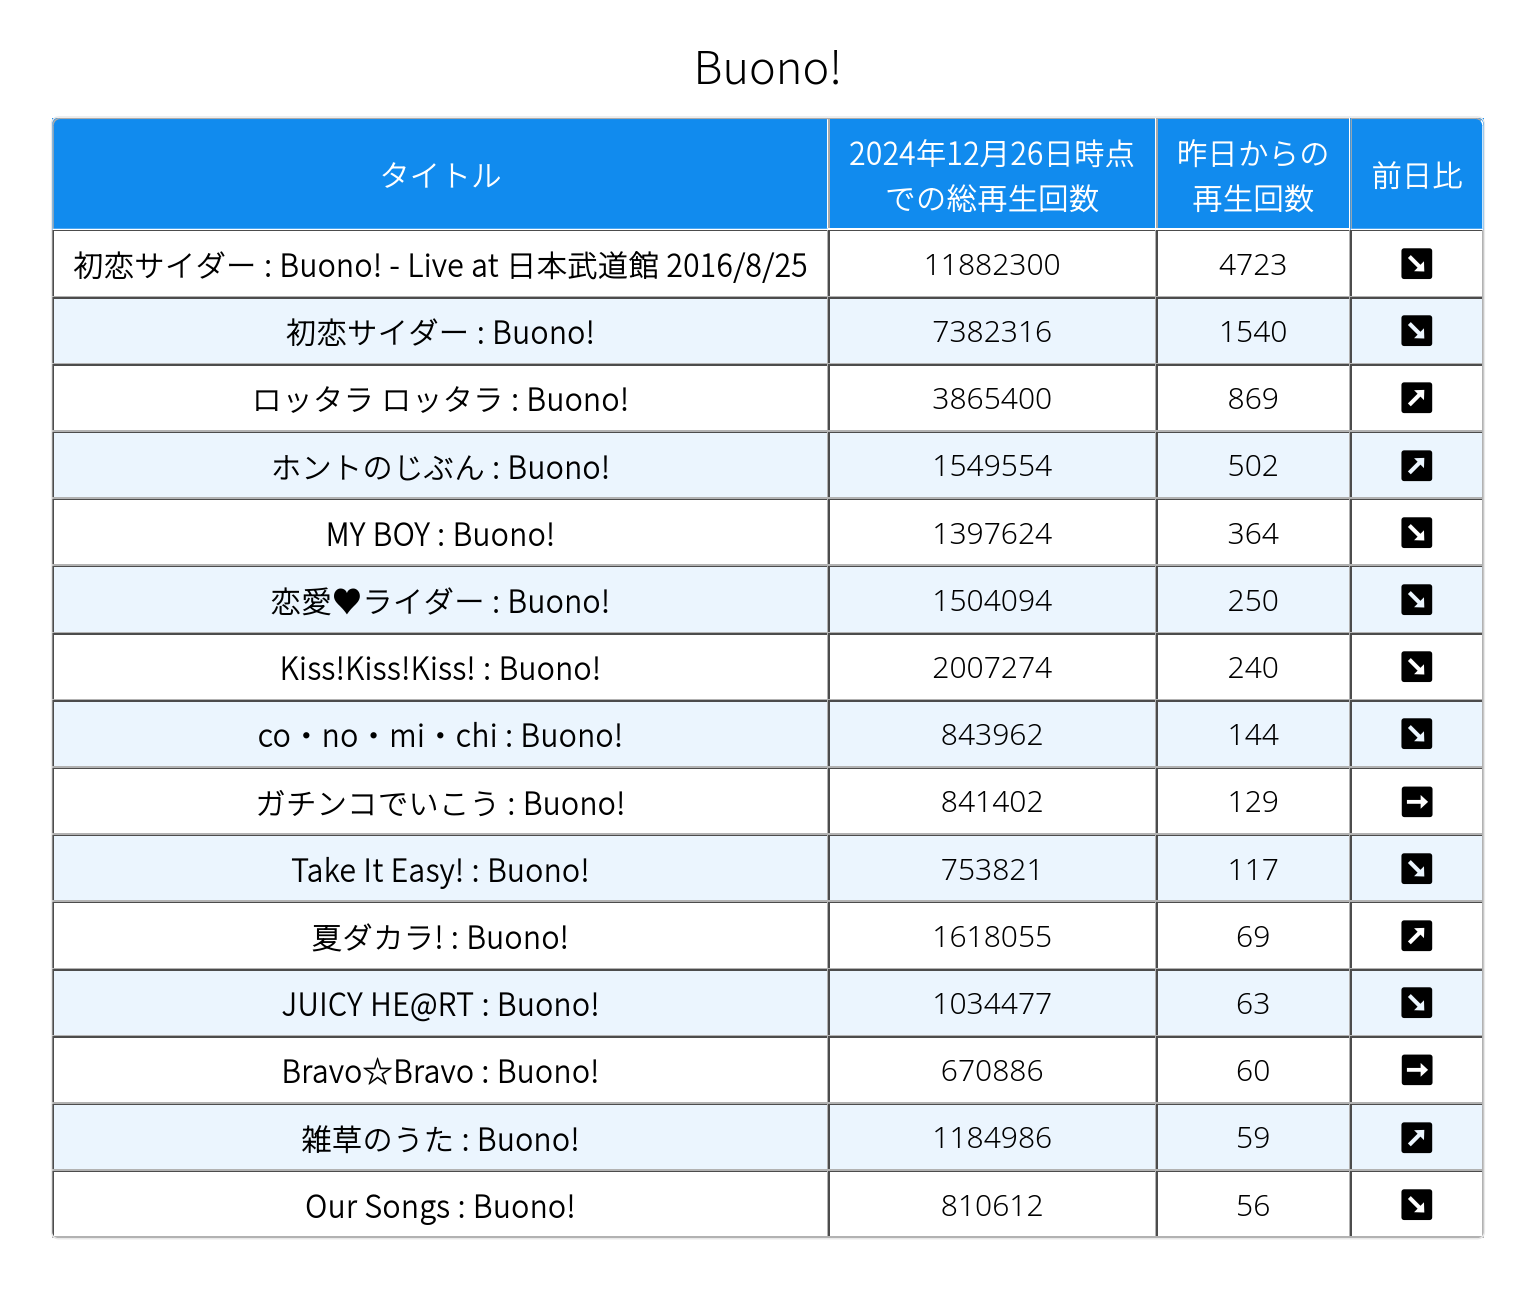 Buono!
タイトル 2024年12月26日時点での総再生回数 昨日からの再生回数 前日比
初恋サイダー : Buono! - Live at 日本武道館 2016/8/25 11882300 4723 ↘
初恋サイダー : Buono! 7382316 1540 ↘
ロッタラ ロッタラ : Buono! 3865400 869 ↗
ホントのじぶん : Buono! 1549554 502 ↗
MY BOY : Buono! 1397624 364 ↘
恋愛♥ライダー : Buono! 1504094 250 ↘
Kiss!Kiss!Kiss! : Buono! 2007274 240 ↘
co・no・mi・chi : Buono! 843962 144 ↘
ガチンコでいこう : Buono! 841402 129 →
Take It Easy! : Buono! 753821 117 ↘
夏ダカラ! : Buono! 1618055 69 ↗
JUICY HE@RT : Buono! 1034477 63 ↘
Bravo☆Bravo : Buono! 670886 60 →
雑草のうた : Buono! 1184986 59 ↗
Our Songs : Buono! 810612 56 ↘